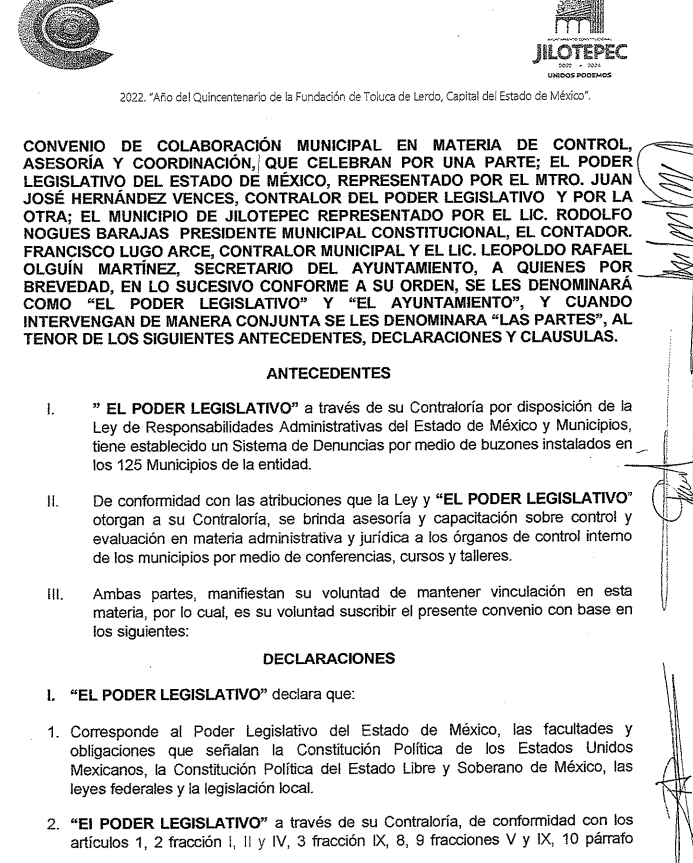 AYUNTAMIENTO CONSTITUCIONAL
JILOTEPEC
2022 - 2024
UNIDOS PODEMOS
2022. "Año del Quincentenario de la Fundación de Toluca de Lerdo, Capital del Estado de México".
CONVENIO DE COLABORACIÓN MUNICIPAL EN MATERIA DE CONTROL,
ASESORÍA Y COORDINACIÓN, QUE CELEBRAN POR UNA PARTE; EL PODER
LEGISLATIVO DEL ESTADO DE MÉXICO, REPRESENTADO POR EL MTRO. JUAN
JOSÉ HERNÁNDEZ VENCES, CONTRALOR DEL PODER LEGISLATIVO Y POR LA
OTRA; EL MUNICIPIO DE JILOTEPEC REPRESENTADO POR EL LIC. RODOLFO
NOGUES BARAJAS PRESIDENTE MUNICIPAL CONSTITUCIONAL, EL CONTADOR.
FRANCISCO LUGO ARCE, CONTRALOR MUNICIPAL Y EL LIC. LEOPOLDO RAFAEL
OLGUÍN MARTÍNEZ, SECRETARIO DEL AYUNTAMIENTO, A QUIENES POR
BREVEDAD, EN LO SUCESIVO CONFORME A SU ORDEN, SE LES DENOMINARÁ
COMO "EL PODER LEGISLATIVO" Y "EL AYUNTAMIENTO", Y CUANDO
INTERVENGAN DE MANERA CONJUNTA SE LES DENOMINARA "LAS PARTES", AL
TENOR DE LOS SIGUIENTES ANTECEDENTES, DECLARACIONES Y CLAUSULAS.
ANTECEDENTES
I. " EL PODER LEGISLATIVO" a través de su Contraloría por disposición de la
Ley de Responsabilidades Administrativas del Estado de México y Municipios,
tiene establecido un Sistema de Denuncias por medio de buzones instalados en
los 125 Municipios de la entidad.
II. De conformidad con las atribuciones que la Ley y "EL PODER LEGISLATIVO"
otorgan a su Contraloría, se brinda asesoría y capacitación sobre control y
evaluación en materia administrativa y jurídica a los órganos de control interno
de los municipios por medio de conferencias, cursos y talleres.
III. Ambas partes, manifiestan su voluntad de mantener vinculación en esta
materia, por lo cual, es su voluntad suscribir el presente convenio con base en
los siguientes:
DECLARACIONES
I. "EL PODER LEGISLATIVO" declara que:
1. Corresponde al Poder Legislativo del Estado de México, las facultades y
obligaciones que señalan la Constitución Política de los Estados Unidos
Mexicanos, la Constitución Política del Estado Libre y Soberano de México, las
leyes federales y la legislación local.
2. "El PODER LEGISLATIVO" a través de su Contraloría, de conformidad con los
artículos 1, 2 fracción I, II y IV, 3 fracción IX, 8, 9 fracciones V y IX, 10 párrafo